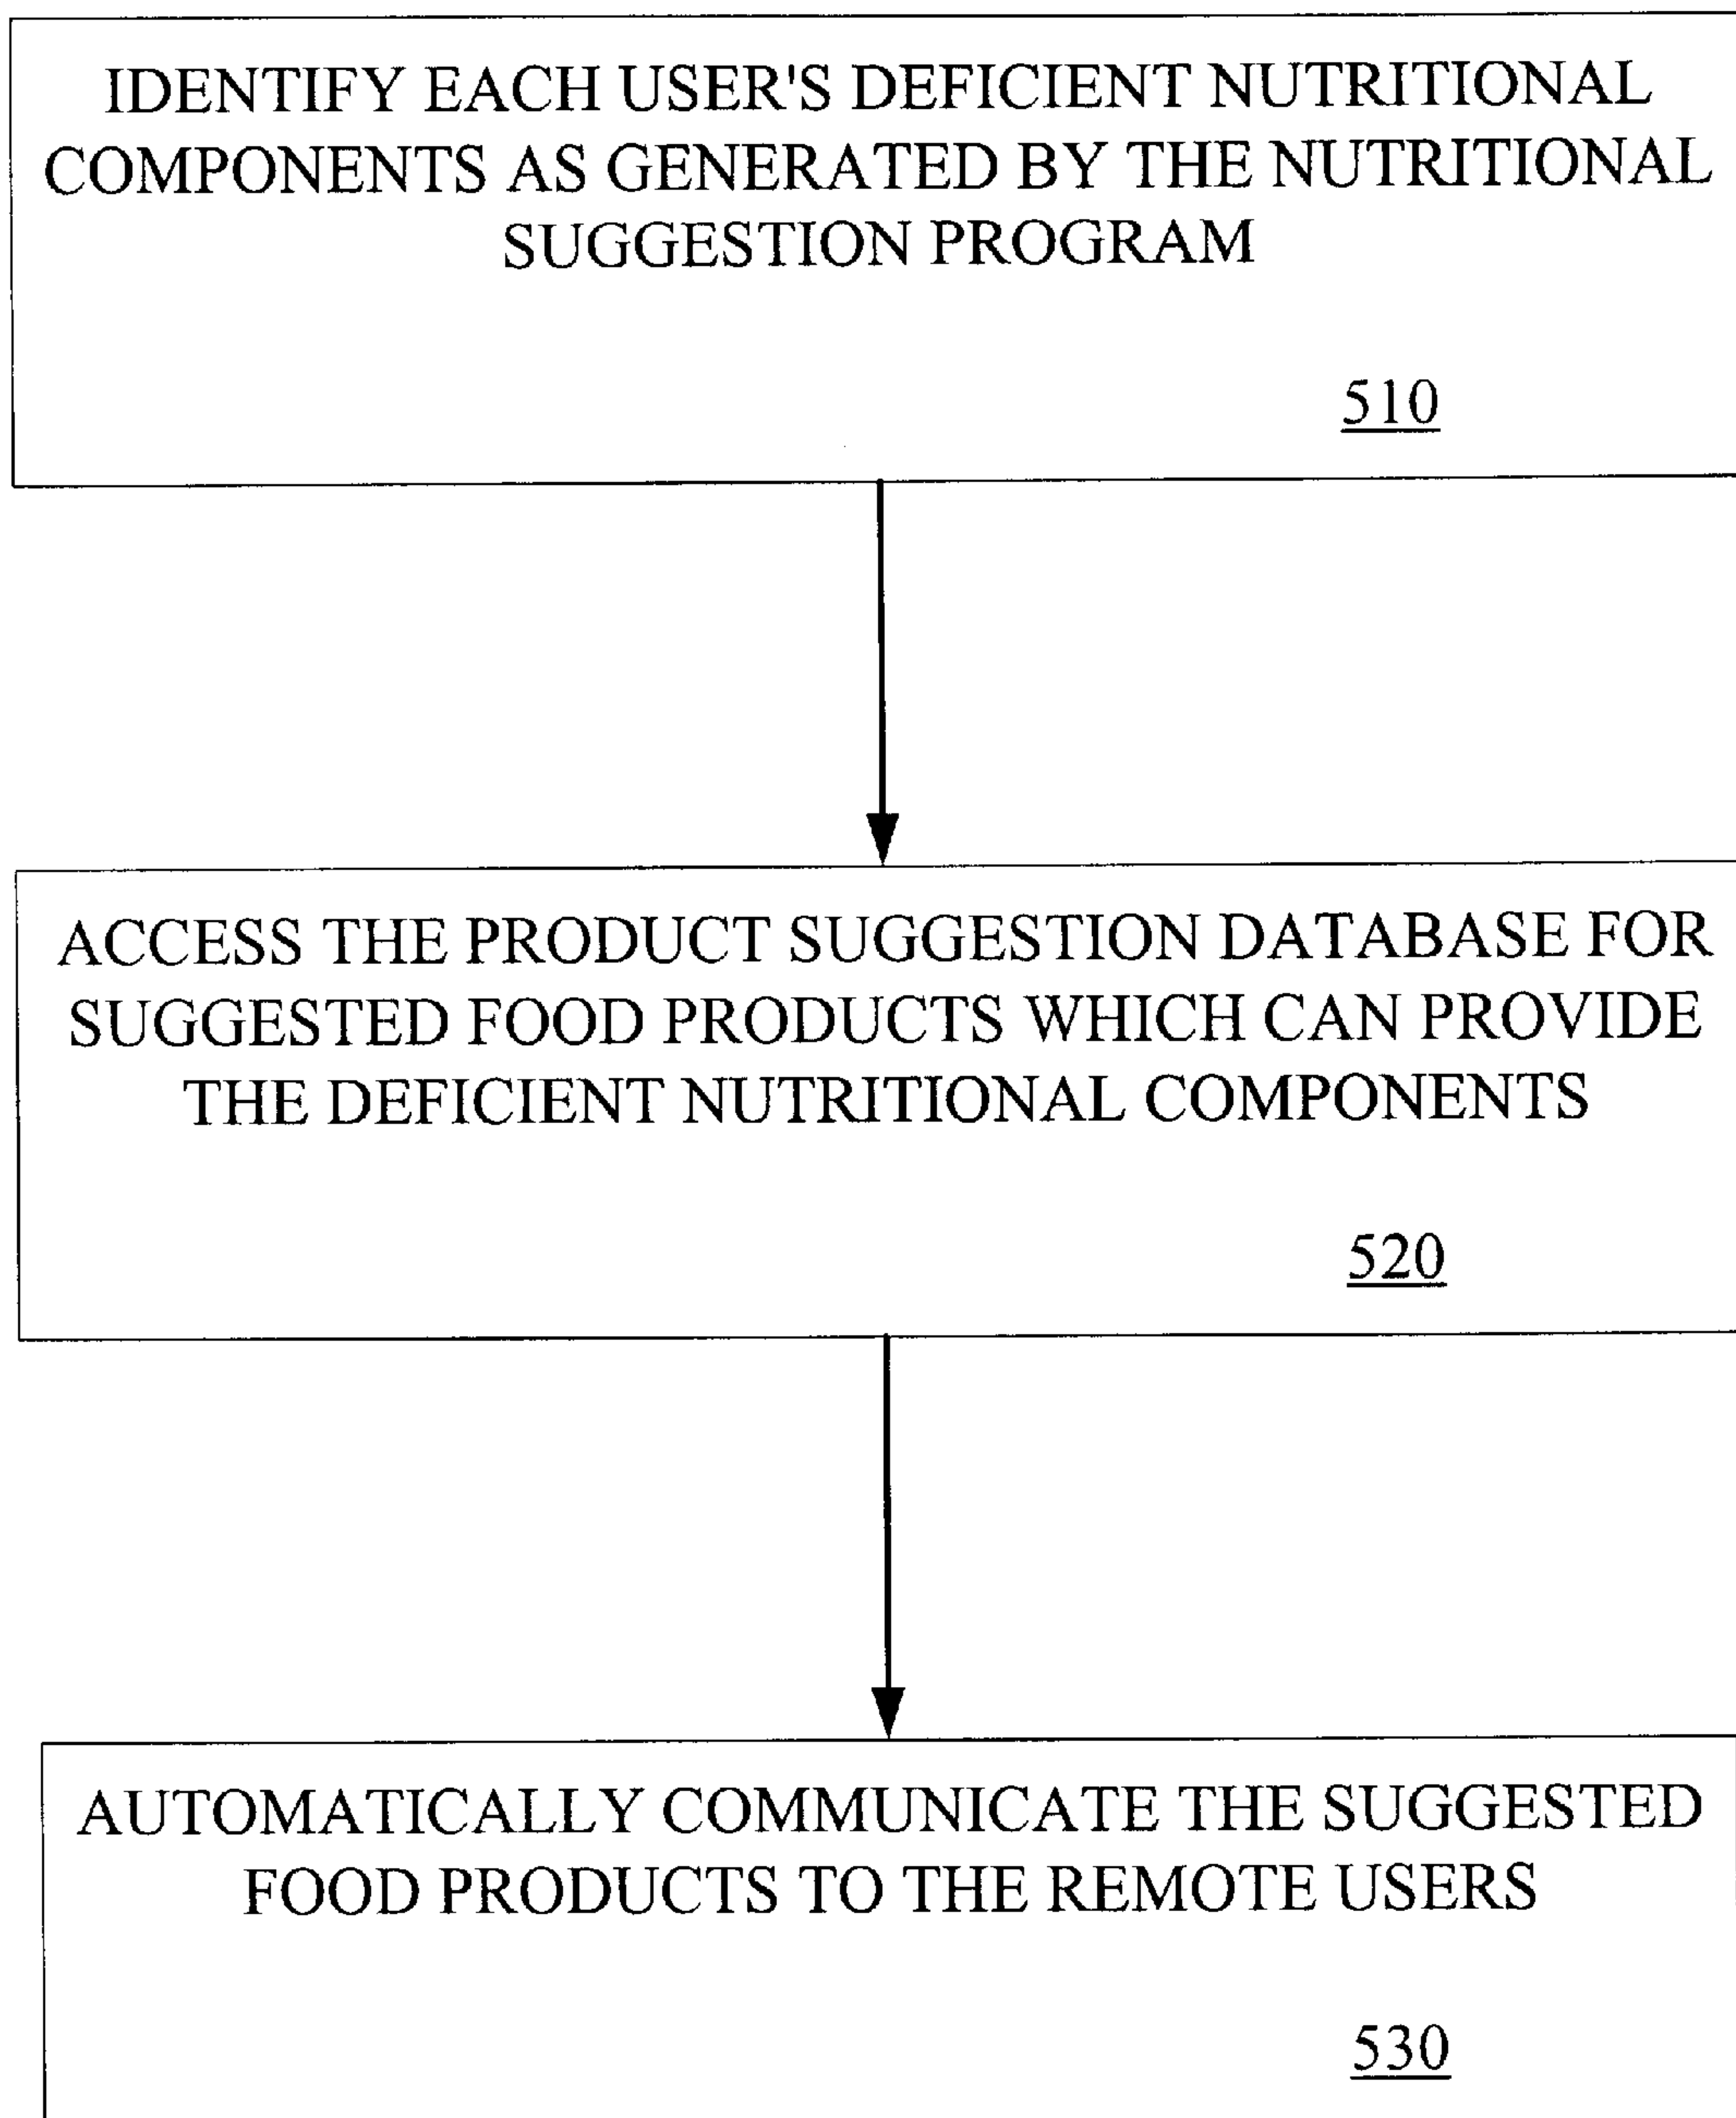 IDENTIFY EACH USER'S DEFICIENT NUTRITIONAL
COMPONENTS AS GENERATED BY THE NUTRITIONAL
SUGGESTION PROGRAM
510
ACCESS THE PRODUCT SUGGESTION DATABASE FOR
SUGGESTED FOOD PRODUCTS WHICH CAN PROVIDE
THE DEFICIENT NUTRITIONAL COMPONENTS
520
AUTOMATICALLY COMMUNICATE THE SUGGESTED
FOOD PRODUCTS TO THE REMOTE USERS
530